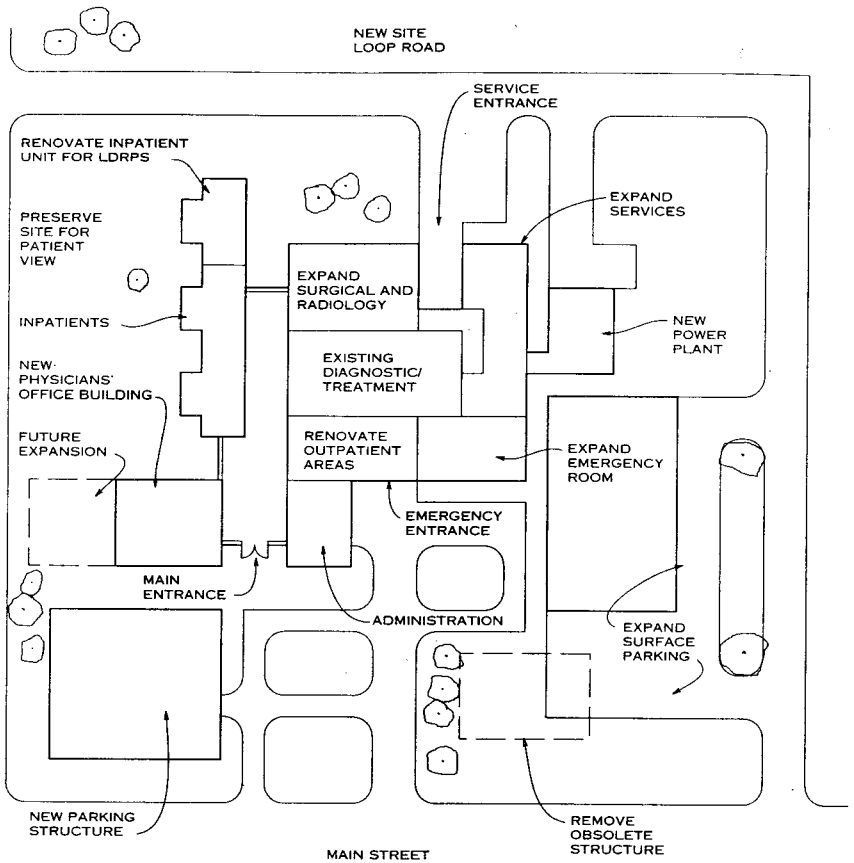 NEW SITE
LOOP ROAD
SERVICE
ENTRANCE
RENOVATE INPATIENT
UNIT FOR LDRPS
EXPAND
SERVICES
PRESERVE
SITE FOR
PATIENT
VIEW
EXPAND
SURGICAL AND
RADIOLOGY
INPATIENTS
NEW
POWER
PLANT
EXISTING
DIAGNOSTIC/
TREATMENT
NEW
PHYSICIANS'
OFFICE BUILDING
FUTURE
EXPANSION
RENOVATE
OUTPATIENT
AREAS
EXPAND
EMERGENCY
ROOM
EMERGENCY
ENTRANCE
MAIN
ENTRANCE
ADMINISTRATION
EXPAND
SURFACE
PARKING
NEW PARKING
STRUCTURE
REMOVE
OBSOLETE
STRUCTURE
MAIN STREET